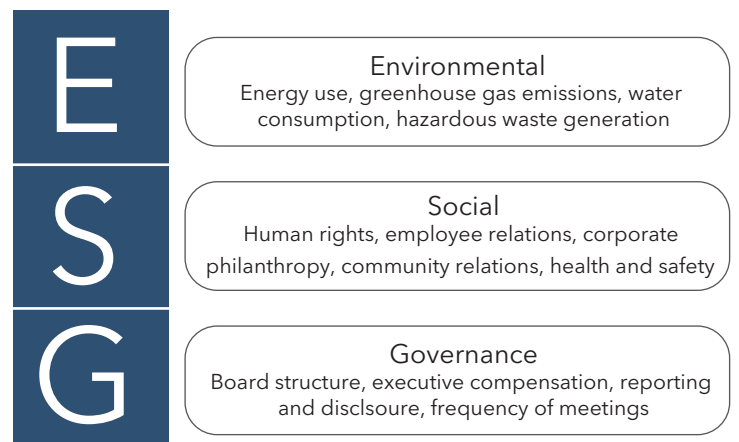 E
Environmental
Energy use, greenhouse gas emissions, water
consumption, hazardous waste generation
S
Social
Human rights, employee relations, corporate
philanthropy, community relations, health and safety
G
Governance
Board structure, executive compensation, reporting
and disclsoure, frequency of meetings